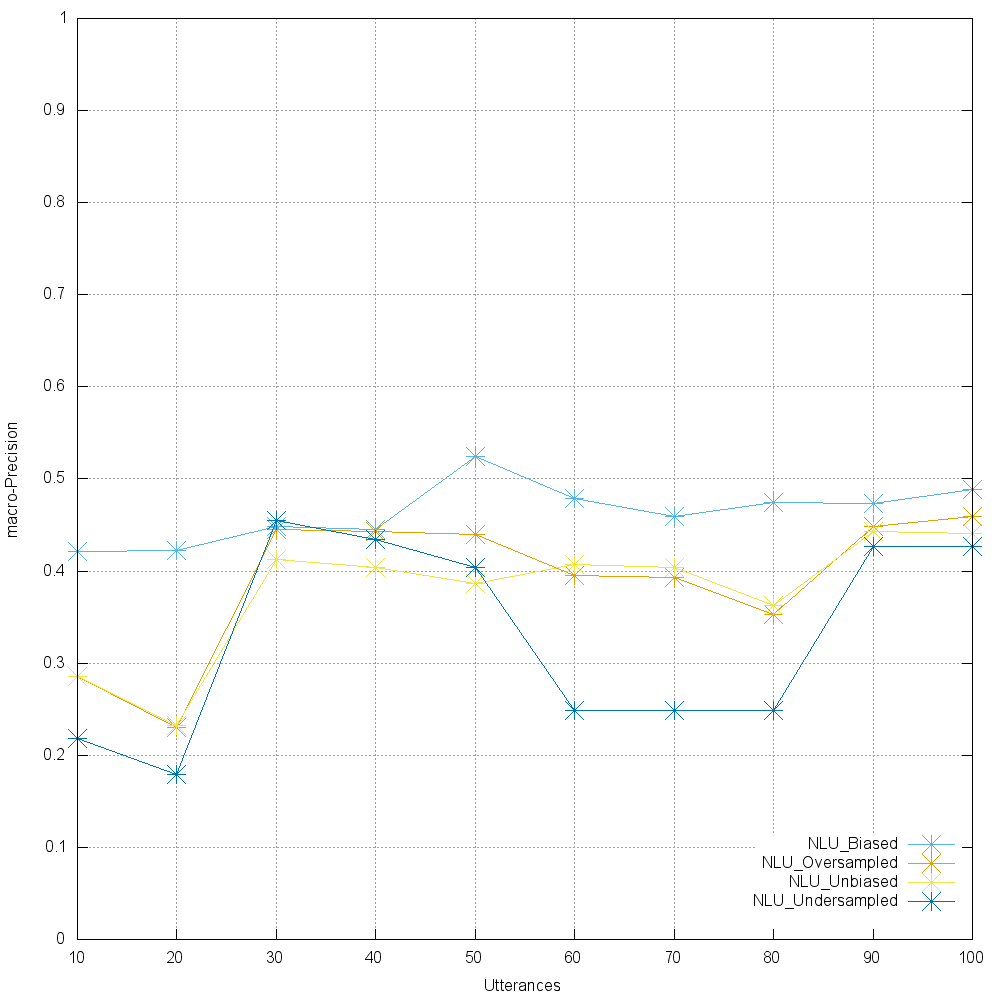 1
0.9
0.8
0.7
0.6
0.5
0.4
0.3
0.2
0.1
0
macro-Precision
NLU_Biased
NLU_Oversampled
NLU_Unbiased
NLU_Undersampled
10 20 30 40 50 60 70 80 90 100
Utterances